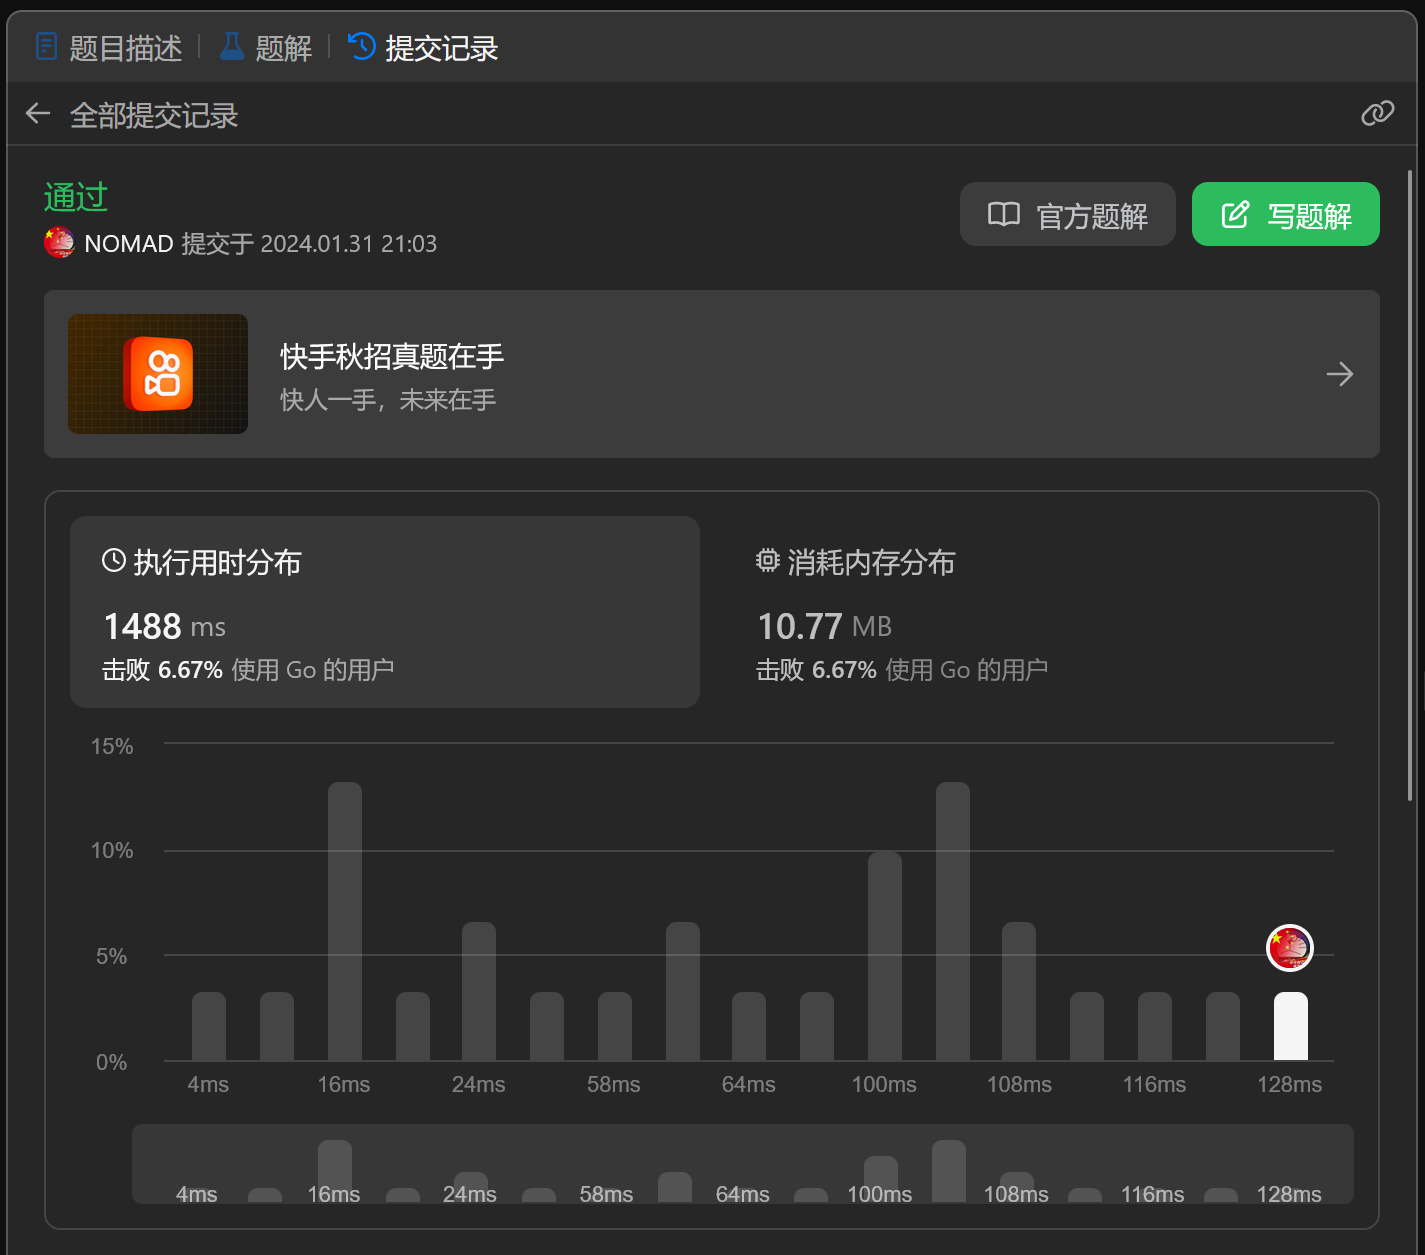 题目描述 题解 提交记录
全部提交记录
通过
NOMAD 提交于 2024.01.31 21:03
官方题解 写题解
快手秋招真题在手
快人一手，未来在手
执行用时分布
1488 ms
击败 6.67% 使用 Go 的用户
消耗内存分布
10.77 MB
击败 6.67% 使用 Go 的用户
15%
10%
5%
0%
4ms 16ms 24ms 58ms 64ms 100ms 108ms 116ms 128ms
4ms 16ms 24ms 58ms 64ms 100ms 108ms 116ms 128ms